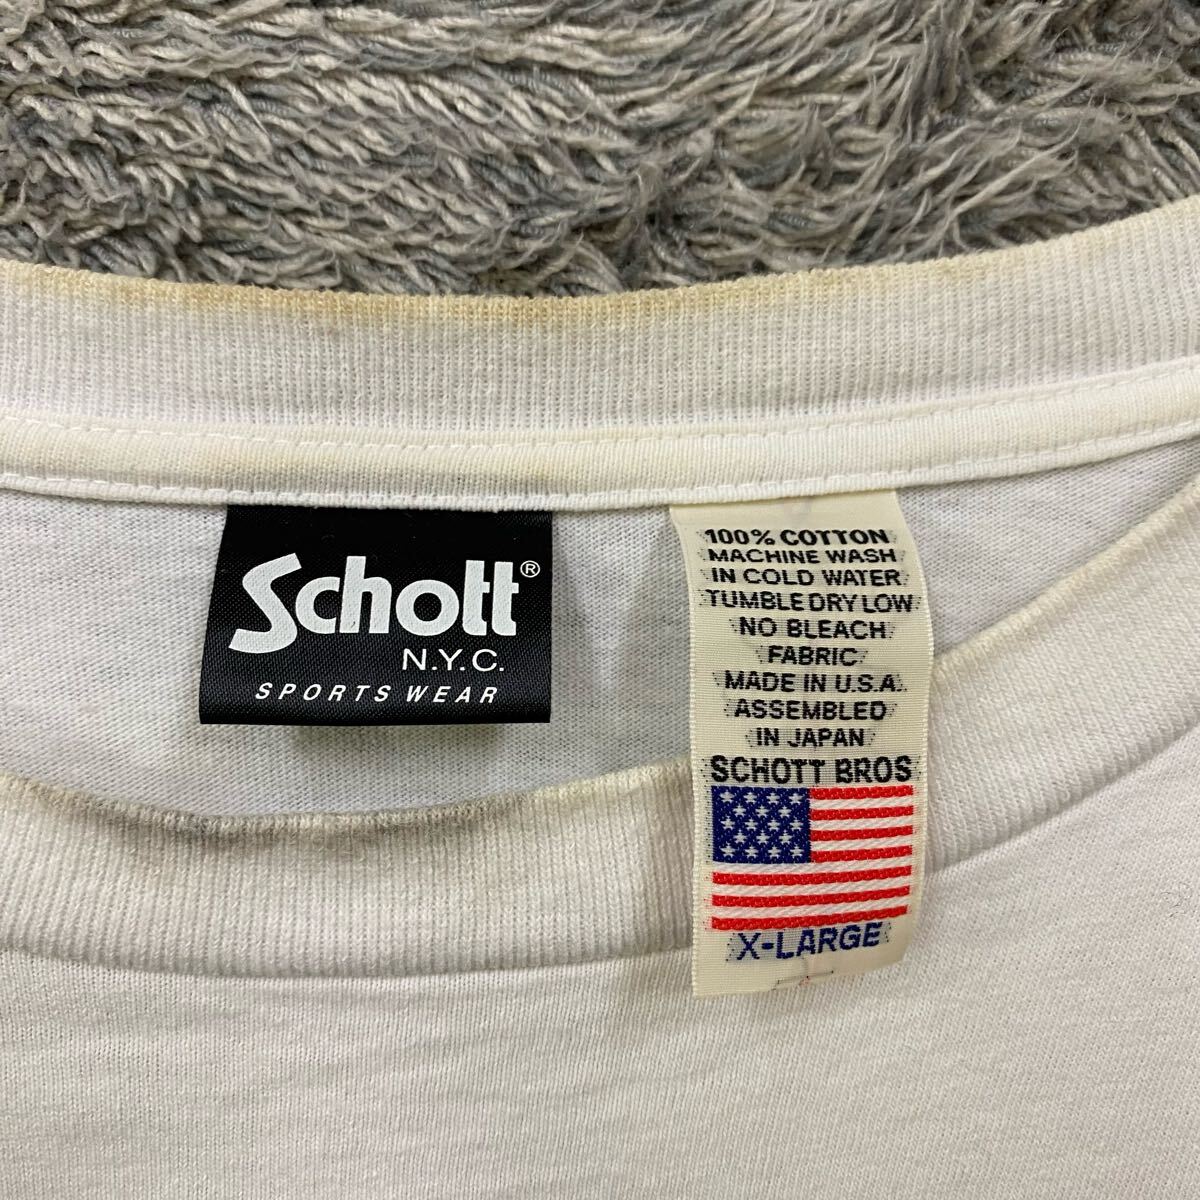 Schott®
N.Y.C.
SPORTS WEAR
100% COTTON
MACHINE WASH
IN COLD WATER
TUMBLE DRY LOW
NO BLEACH
FABRIC
MADE IN U.S.A.
ASSEMBLED
IN JAPAN
SCHOTT BROS
X-LARGE